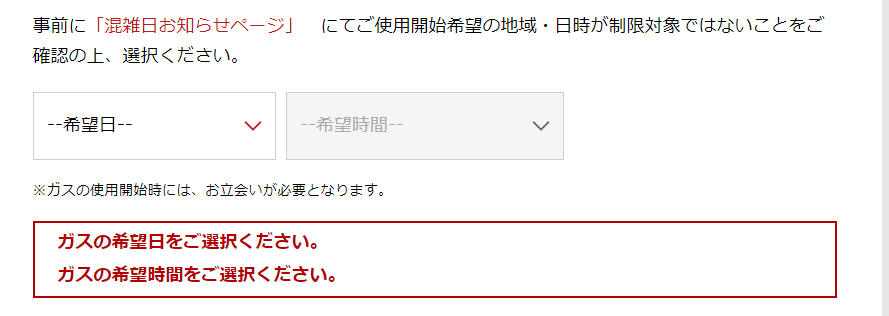 事前に「混雑日お知らせページ」　にてご使用開始希望の地域・日時が制限対象ではないことをご
確認の上、選択ください。
--希望日-- --希望時間--
※ガスの使用開始時には、お立会いが必要となります。
ガスの希望日をご選択ください。
ガスの希望時間をご選択ください。